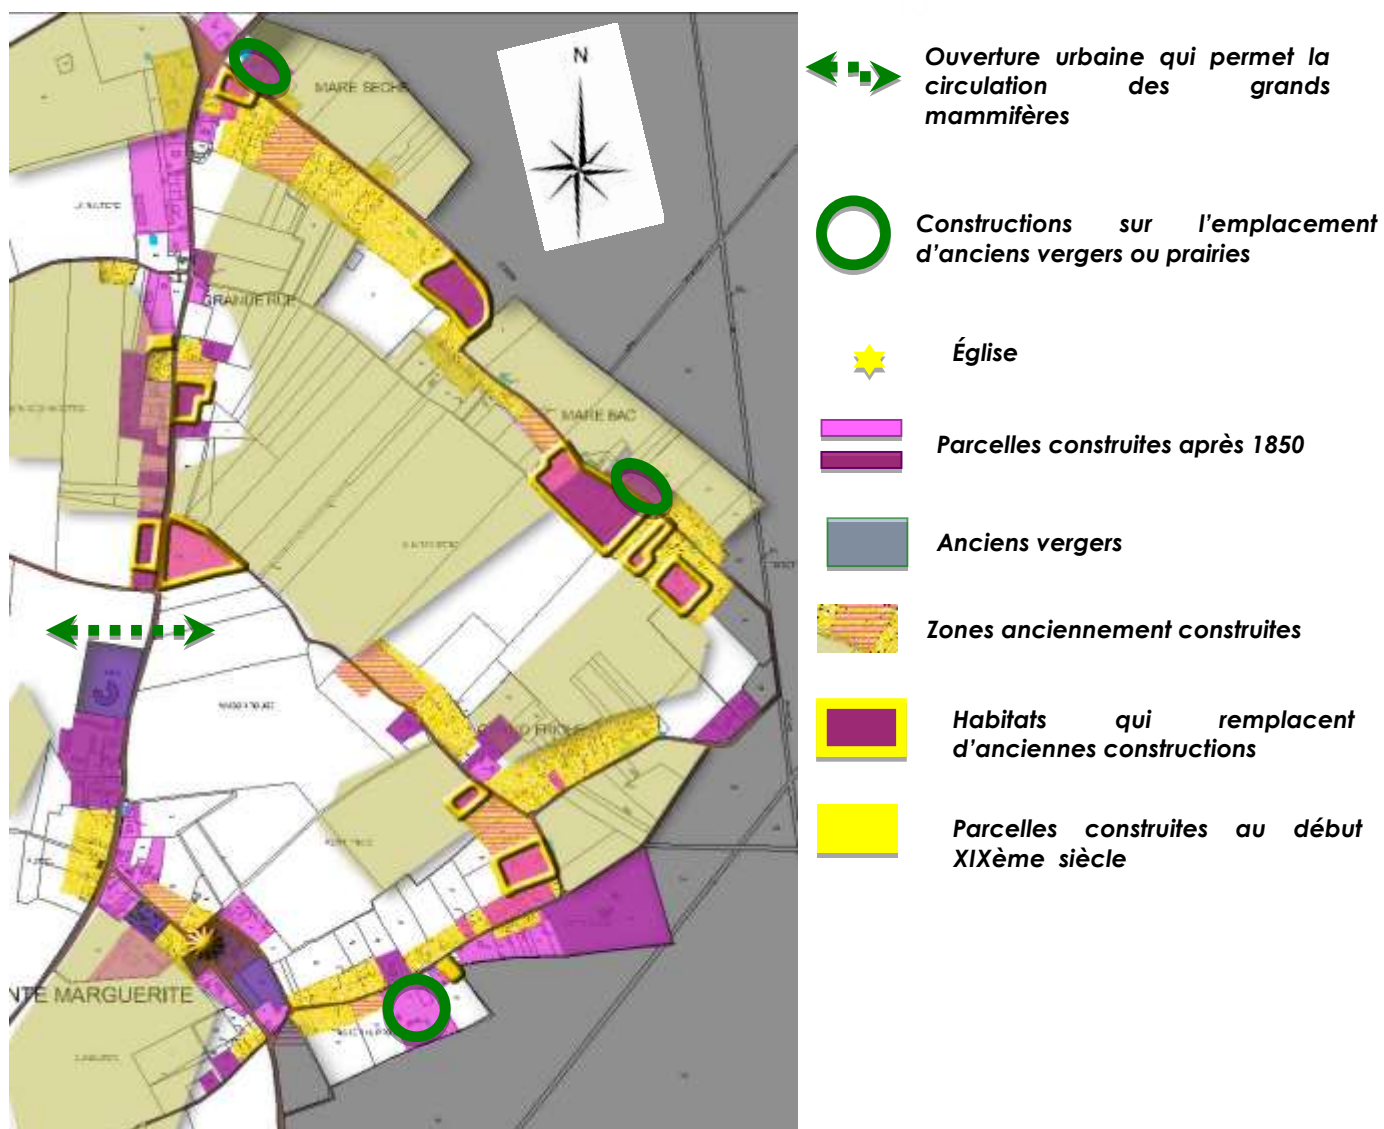 N
MARE SECHE
GRANDE RUE
MARE BAC
NTE MARGUERITE
Ouverture urbaine qui permet la
circulation des grands
mammifères
Constructions sur l'emplacement
d'anciens vergers ou prairies
Église
Parcelles construites après 1850
Anciens vergers
Zones anciennement construites
Habitats qui remplacent
d'anciennes constructions
Parcelles construites au début
XIXème siècle